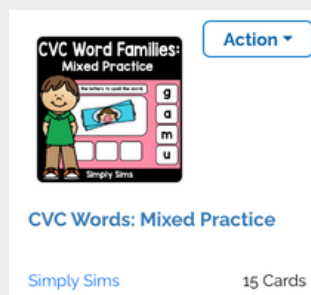 Action
CVC Word Families:
Mixed Practice
the letters to spell the word.
g
a
m
u
Simply Sims
CVC Words: Mixed Practice
Simply Sims 15 Cards